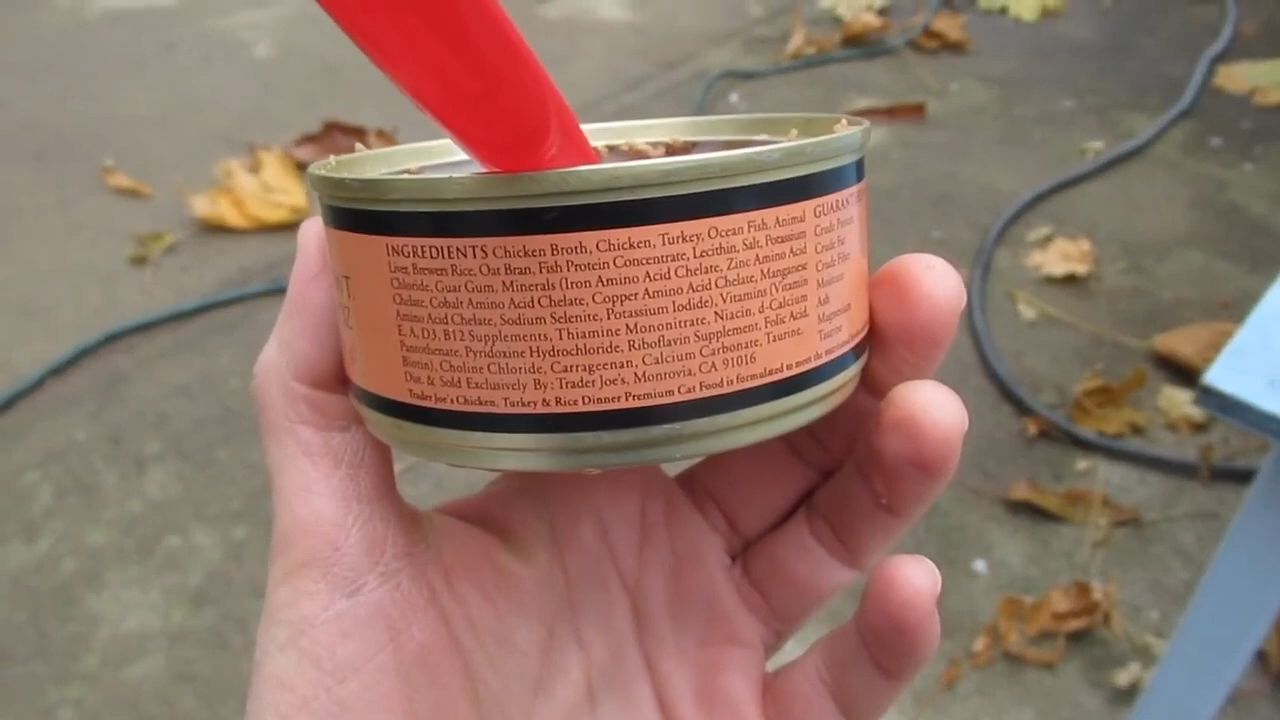 INGREDIENTS Chicken Broth, Chicken, Turkey, Ocean Fish, Animal
Liver, Brewers Rice, Oat Bran, Fish Protein Concentrate, Lecithin, Salt, Potassium
Chloride, Guar Gum, Minerals (Iron Amino Acid Chelate, Zinc Amino Acid
Chelate, Cobalt Amino Acid Chelate, Copper Amino Acid Chelate, Manganese
Amino Acid Chelate, Sodium Selenite, Potassium Iodide), Vitamins (Vitamin
E, A, D3, B12 Supplements, Thiamine Mononitrate, Niacin, d-Calcium
Pantothenate, Pyridoxine Hydrochloride, Riboflavin Supplement, Folic Acid,
Biotin), Choline Chloride, Carrageenan, Calcium Carbonate, Taurine.
Dist. & Sold Exclusively By: Trader Joe's, Monrovia, CA 91016
Trader Joe's Chicken, Turkey & Rice Dinner Premium Cat Food is formulated to meet the nutritional
Crude Protein
Crude Fat
Crude Fiber
Moisture
Ash
Magnesium
Taurine